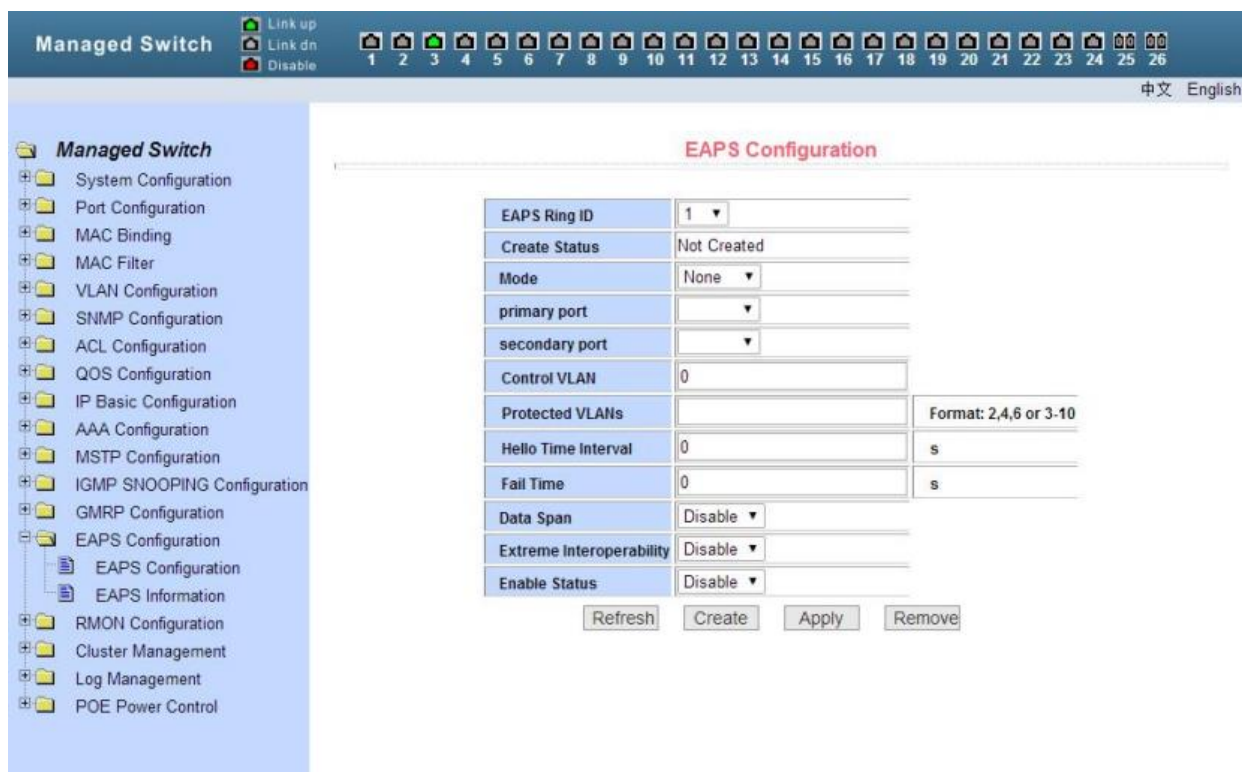 Managed Switch
Link up
Link dn
Disable
1 2 3 4 5 6 7 8 9 10 11 12 13 14 15 16 17 18 19 20 21 22 23 24 25 26
中文 English
Managed Switch
System Configuration
Port Configuration
MAC Binding
MAC Filter
VLAN Configuration
SNMP Configuration
ACL Configuration
QOS Configuration
IP Basic Configuration
AAA Configuration
MSTP Configuration
IGMP SNOOPING Configuration
GMRP Configuration
EAPS Configuration
EAPS Configuration
EAPS Information
RMON Configuration
Cluster Management
Log Management
POE Power Control
EAPS Configuration
EAPS Ring ID 1
Create Status Not Created
Mode None
primary port
secondary port
Control VLAN 0
Protected VLANs Format: 2,4,6 or 3-10
Hello Time Interval 0 s
Fail Time 0 s
Data Span Disable
Extreme Interoperability Disable
Enable Status Disable
Refresh Create Apply Remove